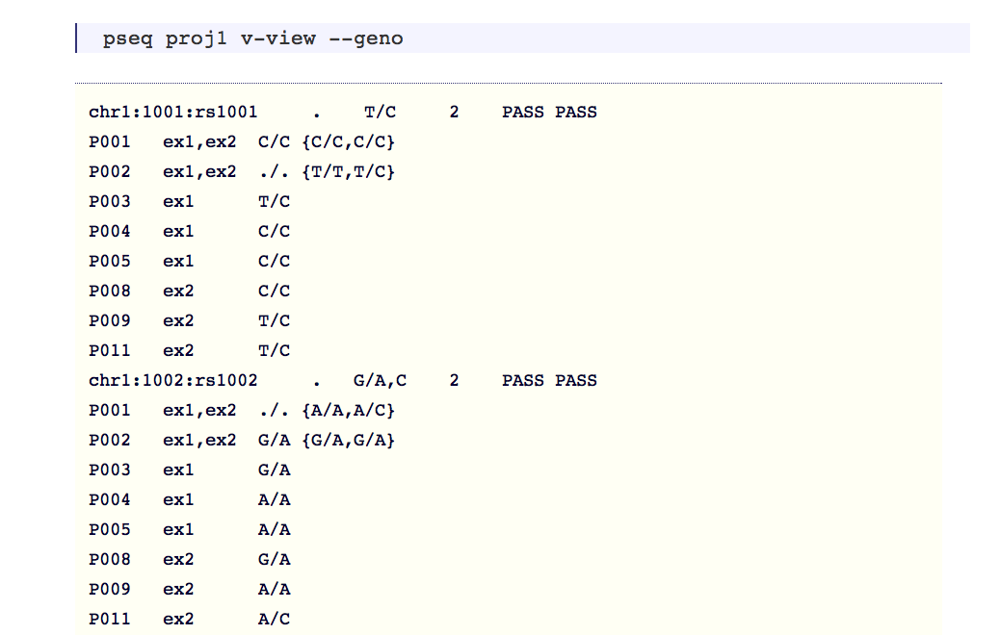 pseq proj1 v-view --geno
chr1:1001:rs1001 . T/C 2 PASS PASS
P001 ex1,ex2 C/C {C/C,C/C}
P002 ex1,ex2 ./. {T/T,T/C}
P003 ex1 T/C
P004 ex1 C/C
P005 ex1 C/C
P008 ex2 C/C
P009 ex2 T/C
P011 ex2 T/C
chr1:1002:rs1002 . G/A,C 2 PASS PASS
P001 ex1,ex2 ./. {A/A,A/C}
P002 ex1,ex2 G/A {G/A,G/A}
P003 ex1 G/A
P004 ex1 A/A
P005 ex1 A/A
P008 ex2 G/A
P009 ex2 A/A
P011 ex2 A/C